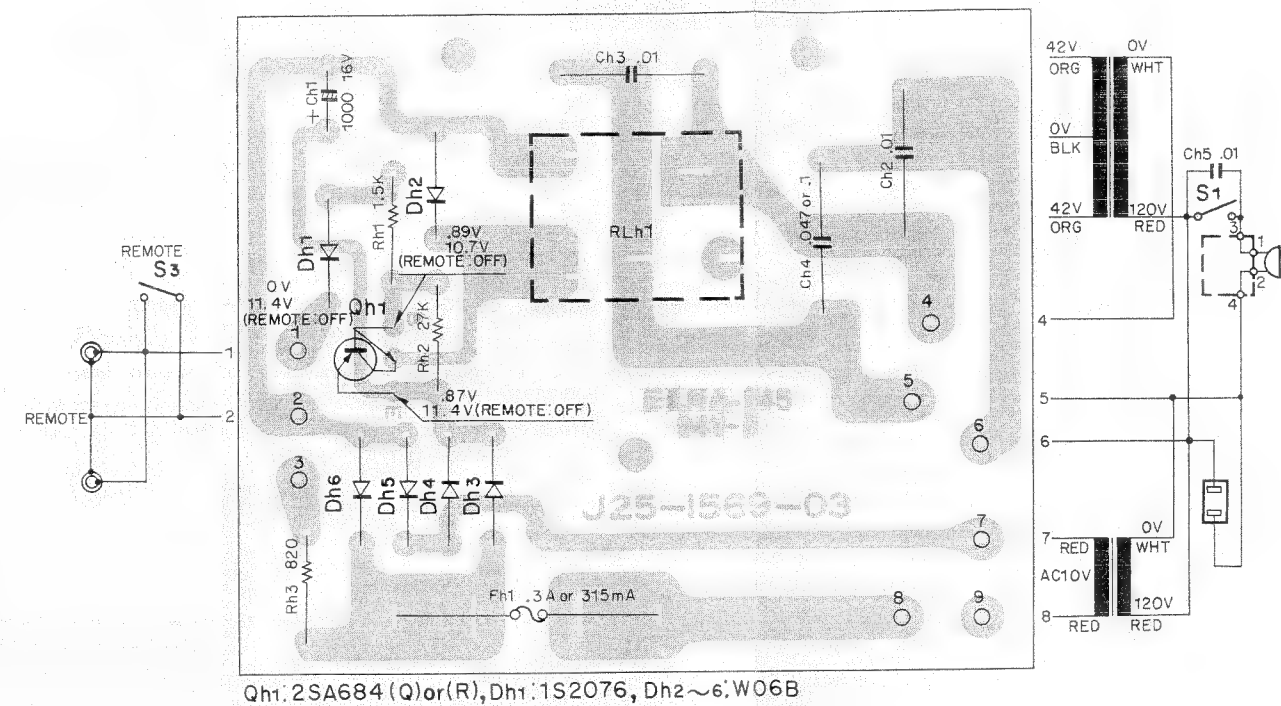 Ch3 .01
+ Ch1
1000 16V
Rh1 1.5K
Dh2
Dh1
.89V
10.7V
(REMOTE:OFF)
RLh1
Ch4 .047 or .1
Ch2 .01
REMOTE
S3
0V
11.4V
(REMOTE:OFF)
Qh1
Rh2 27K
.87V
11.4V(REMOTE:OFF)
1
2
REMOTE
1
2
3
4
5
6
7
8
9
Dh6
Dh5
Dh4
Dh3
J25-1569-03
Rh3 820
Fh1 .3A or 315mA
42V
ORG
0V
BLK
42V
ORG
0V
WHT
120V
RED
Ch5 .01
S1
3
1
2
4
4
5
6
7
RED
AC10V
8
RED
0V
WHT
120V
RED
Qh1:2SA684(Q)or(R),Dh1:1S2076, Dh2~6:W06B